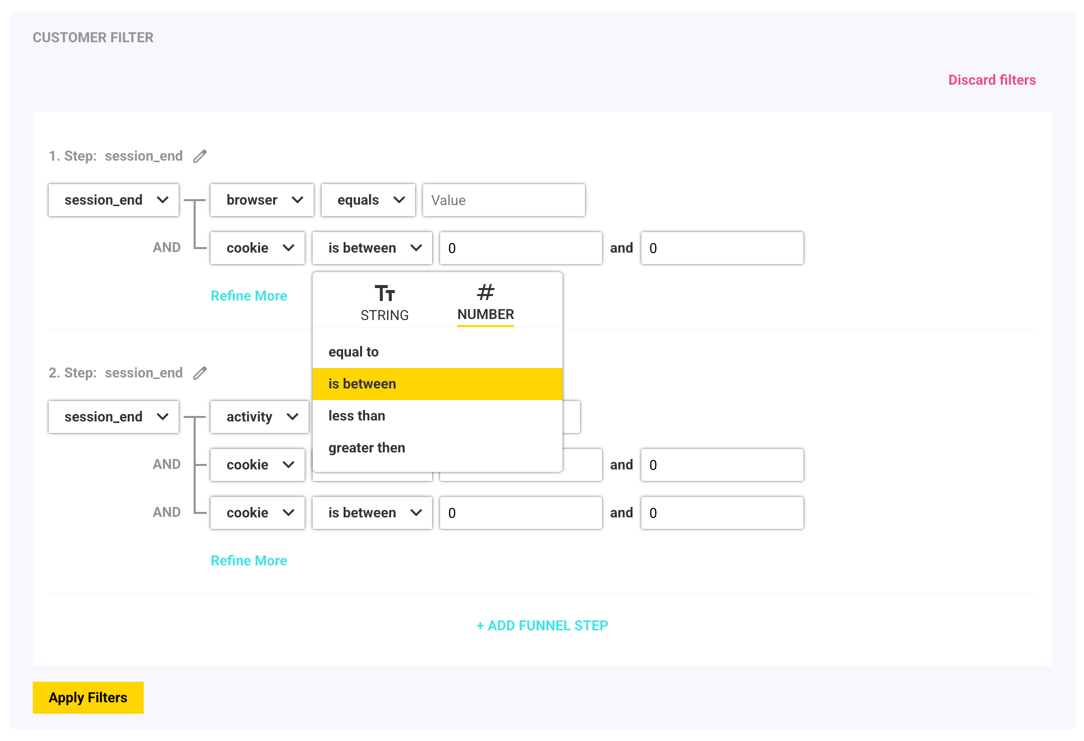 CUSTOMER FILTER
Discard filters
1. Step: session_end
session_end browser equals Value
AND cookie is between 0 and 0
Refine More
STRING NUMBER
equal to
is between
less than
greater then
2. Step: session_end
session_end activity
AND cookie and 0
AND cookie is between 0 and 0
Refine More
+ ADD FUNNEL STEP
Apply Filters